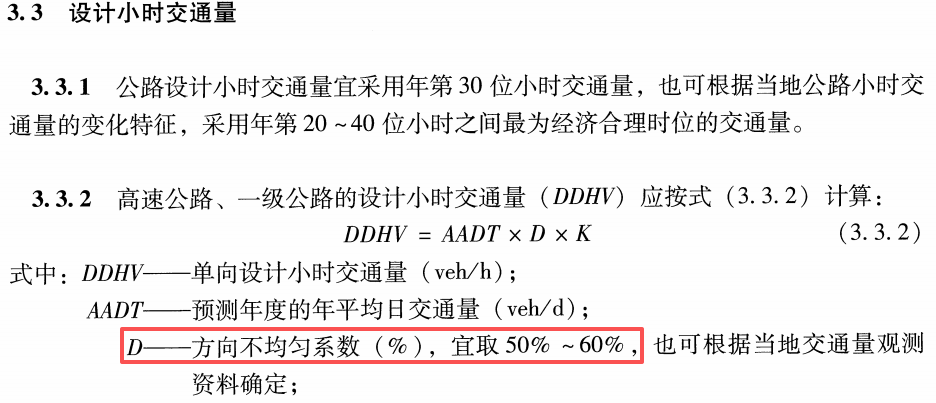 3.3 设计小时交通量
3.3.1 公路设计小时交通量宜采用年第 30 位小时交通量，也可根据当地公路小时交
通量的变化特征，采用年第 20 ~ 40 位小时之间最为经济合理时位的交通量。
3.3.2 高速公路、一级公路的设计小时交通量（DDHV）应按式（3.3.2）计算：
DDHV = AADT × D × K （3.3.2）
式中：DDHV——单向设计小时交通量（veh/h）；
AADT——预测年度的年平均日交通量（veh/d）；
D——方向不均匀系数（%），宜取 50% ~ 60%，也可根据当地交通量观测
资料确定；